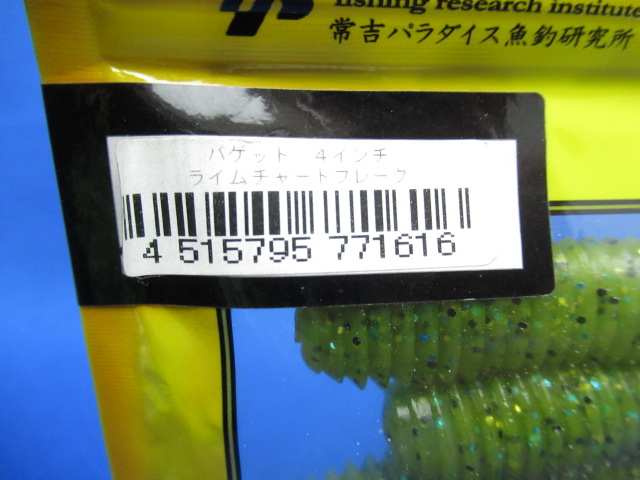 fishing research institute
常吉パラダイス魚釣研究所
バゲット 4インチ
ライムチャートフレーク
4 515795 771616